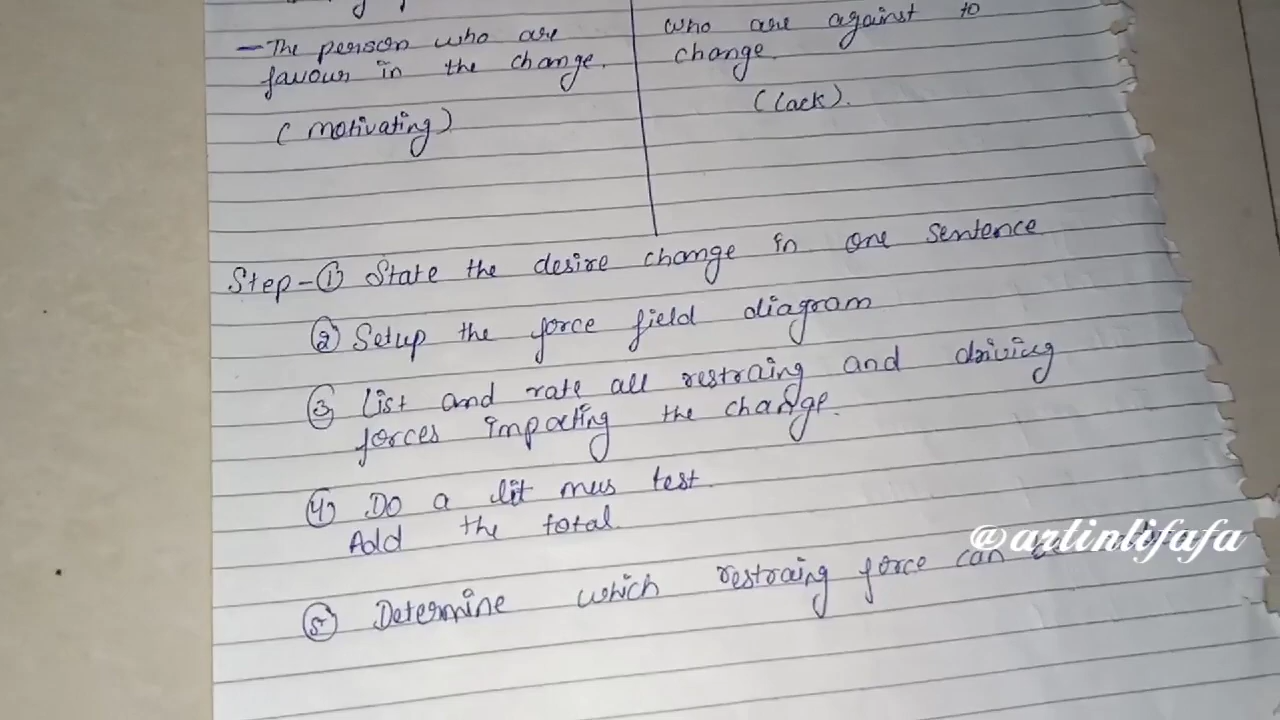 who are against to
— The person who are
favour in the change.
change.
(motivating)
(lack).
Step-① State the desire change in one sentence
② Setup the force field diagram
③ List and rate all restraing and driving
forces impacting the change.
④ Do a lit mus test.
Add the total.
⑤ Determine which restraing force can
@artinlifafa